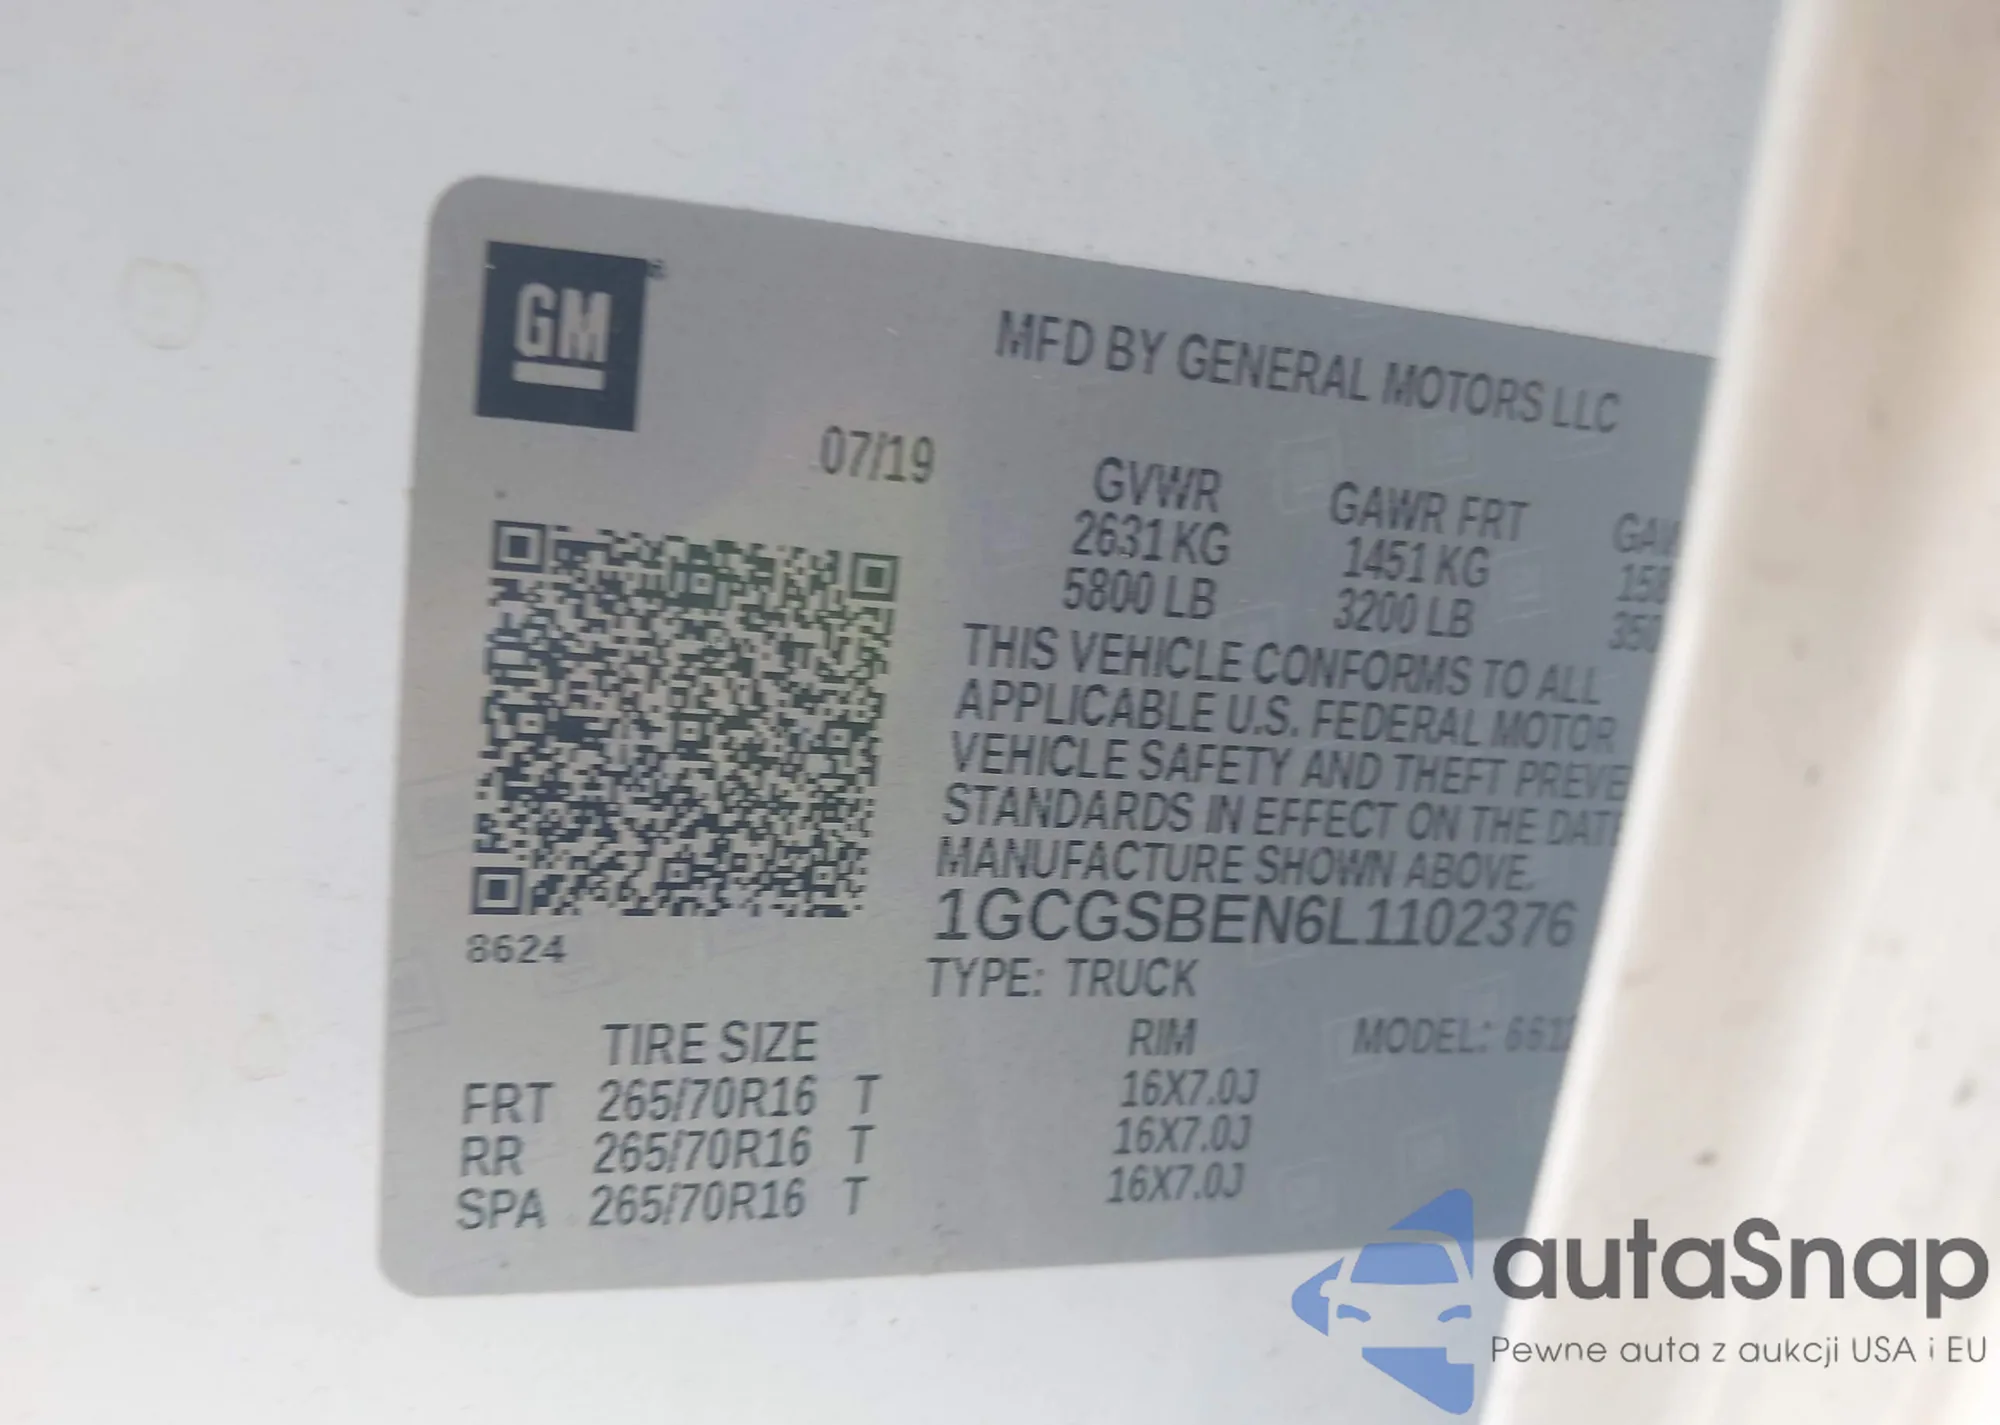 GM
MFD BY GENERAL MOTORS LLC
07/19
GVWR GAWR FRT
2631 KG 1451 KG
5800 LB 3200 LB
THIS VEHICLE CONFORMS TO ALL
APPLICABLE U.S. FEDERAL MOTOR
VEHICLE SAFETY AND THEFT PREVE
STANDARDS IN EFFECT ON THE DATE
MANUFACTURE SHOWN ABOVE.
1GCGSBEN6L1102376
8624
TYPE: TRUCK
TIRE SIZE RIM MODEL:
FRT 265/70R16 T 16X7.0J
RR 265/70R16 T 16X7.0J
SPA 265/70R16 T 16X7.0J
autaSnap
Pewne auta z aukcji USA i EU